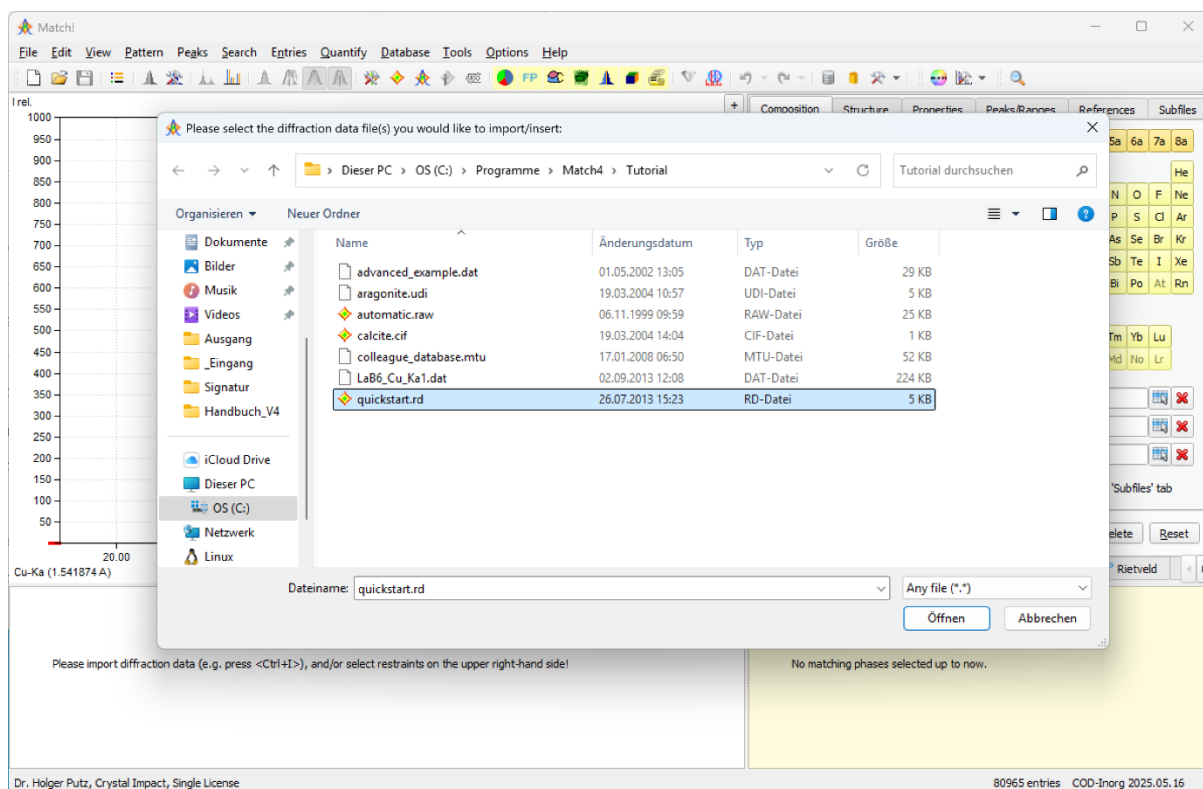 Match!
File Edit View Pattern Peaks Search Entries Quantify Database Tools Options Help
FP
I rel.
Composition Structure Properties Peaks/Ranges References Subfiles
Please select the diffraction data file(s) you would like to import/insert:
Dieser PC > OS (C:) > Programme > Match4 > Tutorial
Tutorial durchsuchen
Organisieren Neuer Ordner
Name Änderungsdatum Typ Größe
Dokumente
Bilder
Musik
Videos
Ausgang
_Eingang
Signatur
Handbuch_V4
iCloud Drive
Dieser PC
OS (C:)
Netzwerk
Linux
advanced_example.dat 01.05.2002 13:05 DAT-Datei 29 KB
aragonite.udi 19.03.2004 10:57 UDI-Datei 5 KB
automatic.raw 06.11.1999 09:59 RAW-Datei 25 KB
calcite.cif 19.03.2004 14:04 CIF-Datei 1 KB
colleague_database.mtu 17.01.2008 06:50 MTU-Datei 52 KB
LaB6_Cu_Ka1.dat 02.09.2013 12:08 DAT-Datei 224 KB
quickstart.rd 26.07.2013 15:23 RD-Datei 5 KB
Dateiname: quickstart.rd Any file (*.*)
Öffnen Abbrechen
1000
950
900
850
800
750
700
650
600
550
500
450
400
350
300
250
200
150
100
50
20.00
Cu-Ka (1.541874 A)
5a 6a 7a 8a
He
N O F Ne
P S Cl Ar
As Se Br Kr
Sb Te I Xe
Bi Po At Rn
Tm Yb Lu
Md No Lr
'Subfiles' tab
elete Reset
Rietveld
Please import diffraction data (e.g. press <Ctrl+I>), and/or select restraints on the upper right-hand side!
No matching phases selected up to now.
Dr. Holger Putz, Crystal Impact, Single License
80965 entries COD-Inorg 2025.05.16